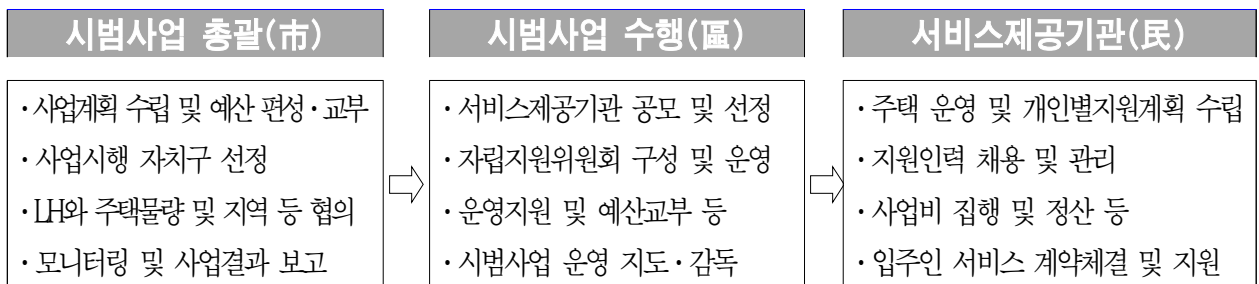 시범사업 총괄(市)
·사업계획 수립 및 예산 편성·교부
·사업시행 자치구 선정
·LH와 주택물량 및 지역 등 협의
·모니터링 및 사업결과 보고
시범사업 수행(區)
·서비스제공기관 공모 및 선정
·자립지원위원회 구성 및 운영
·운영지원 및 예산교부 등
·시범사업 운영 지도·감독
서비스제공기관(民)
·주택 운영 및 개인별지원계획 수립
·지원인력 채용 및 관리
·사업비 집행 및 정산 등
·입주인 서비스 계약체결 및 지원